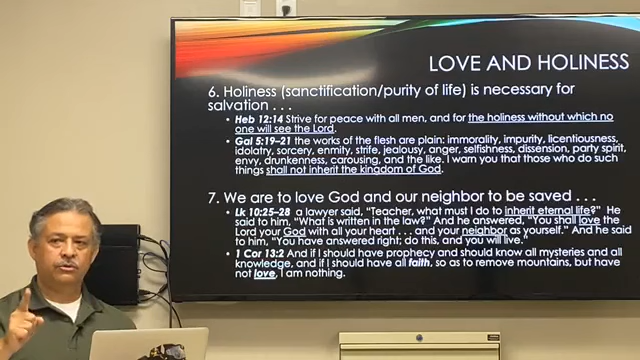 LOVE AND HOLINESS
6. Holiness (sanctification/purity of life) is necessary for
salvation . . .
• Heb 12:14 Strive for peace with all men, and for the holiness without which no
one will see the Lord.
• Gal 5:19–21 the works of the flesh are plain: immorality, impurity, licentiousness,
idolatry, sorcery, enmity, strife, jealousy, anger, selfishness, dissension, party spirit,
envy, drunkenness, carousing, and the like. I warn you that those who do such
things shall not inherit the kingdom of God.
7. We are to love God and our neighbor to be saved . . .
• Lk 10:25-28 a lawyer said, “Teacher, what must I do to inherit eternal life?” He
said to him, “What is written in the law?” And he answered, “You shall love the
Lord your God with all your heart . . . and your neighbor as yourself.” And he said
to him, “You have answered right; do this, and you will live.”
• 1 Cor 13:2 And if I should have prophecy and should know all mysteries and all
knowledge, and if I should have all faith, so as to remove mountains, but have
not love, I am nothing.